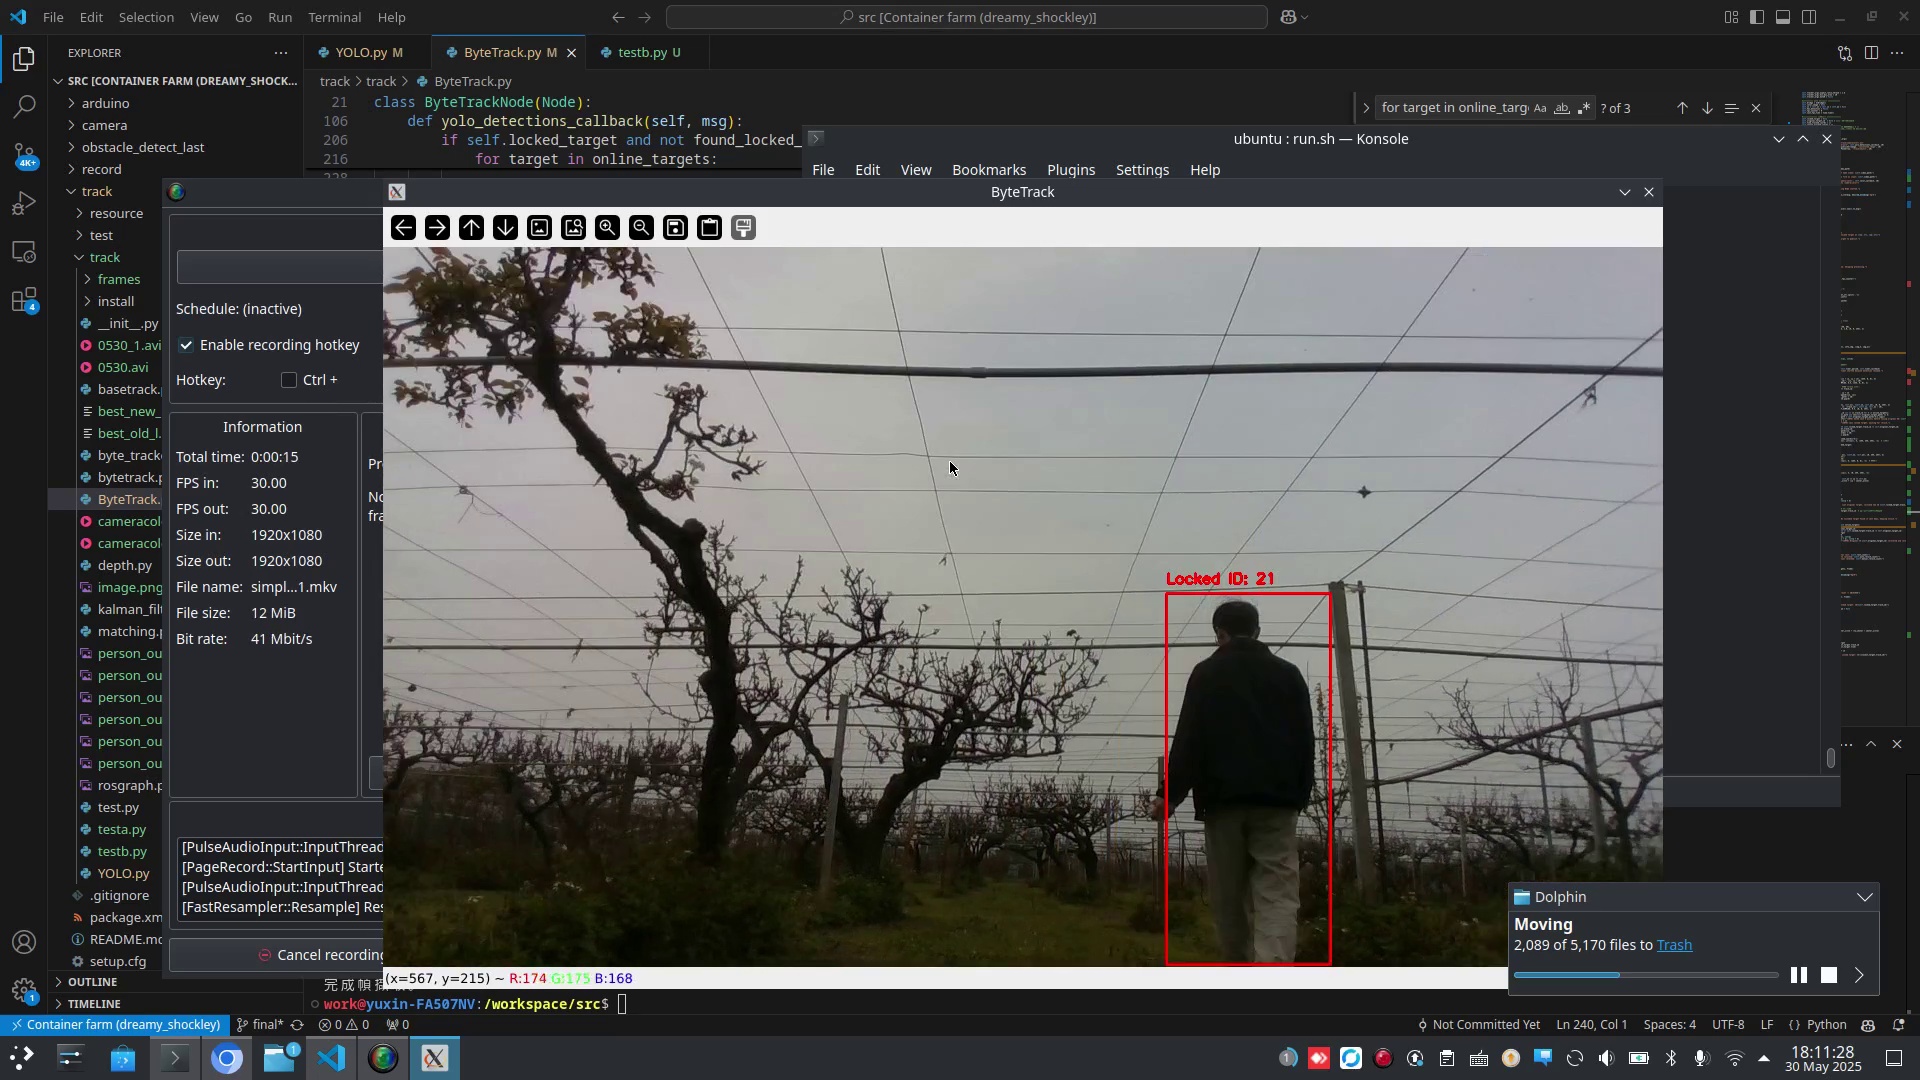 File Edit Selection View Go Run Terminal Help
src [Container farm (dreamy_shockley)]
EXPLORER
YOLO.py M
ByteTrack.py M
testb.py U
SRC [CONTAINER FARM (DREAMY_SHOCK...
track > track > ByteTrack.py
arduino
camera
obstacle_detect_last
record
track
resource
test
track
frames
install
__init__.py
0530_1.avi
0530.avi
basetrack.
best_new_
best_old_l.
byte_track
bytetrack.p
ByteTrack.
cameracol
cameracol
depth.py
image.png
kalman_filt
matching.p
person_ou
person_ou
person_ou
person_ou
person_ou
person_ou
rosgraph.p
test.py
testa.py
testb.py
YOLO.py
.gitignore
package.xm
README.md
setup.cfg
OUTLINE
TIMELINE
4K+
4
1
21 class ByteTrackNode(Node):
106 def yolo_detections_callback(self, msg):
206 if self.locked_target and not found_locked_
216 for target in online_targets:
for target in online_targ
Aa ab
? of 3
ubuntu : run.sh — Konsole
File Edit View Bookmarks Plugins Settings Help
ByteTrack
Schedule: (inactive)
Enable recording hotkey
Hotkey: Ctrl +
Information
Total time: 0:00:15
FPS in: 30.00
FPS out: 30.00
Size in: 1920x1080
Size out: 1920x1080
File name: simpl...1.mkv
File size: 12 MiB
Bit rate: 41 Mbit/s
Pr
No
fra
[PulseAudioInput::InputThread
[PageRecord::StartInput] Starte
[PulseAudioInput::InputThread
[FastResampler::Resample] Res
Cancel recording
Locked ID: 21
(x=567, y=215) ~ R:174 G:175 B:168
work@yuxin-FA507NV:/workspace/src$
Dolphin
Moving
2,089 of 5,170 files to Trash
Container farm (dreamy_shockley)
final*
0 0
0
Not Committed Yet
Ln 240, Col 1
Spaces: 4
UTF-8
LF
Python
1
1
18:11:28
30 May 2025